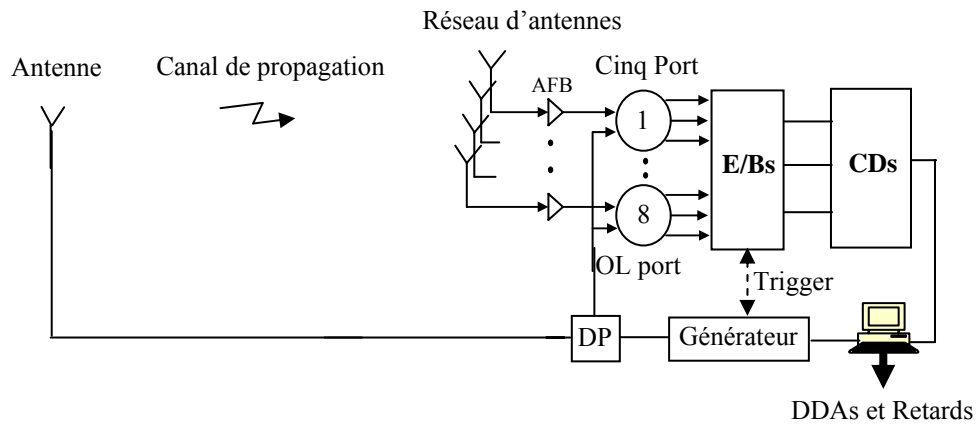 Réseau d'antennes
Antenne
Canal de propagation
AFB
Cinq Port
1
8
E/Bs
CDs
OL port
Trigger
DP
Générateur
DDAs et Retards